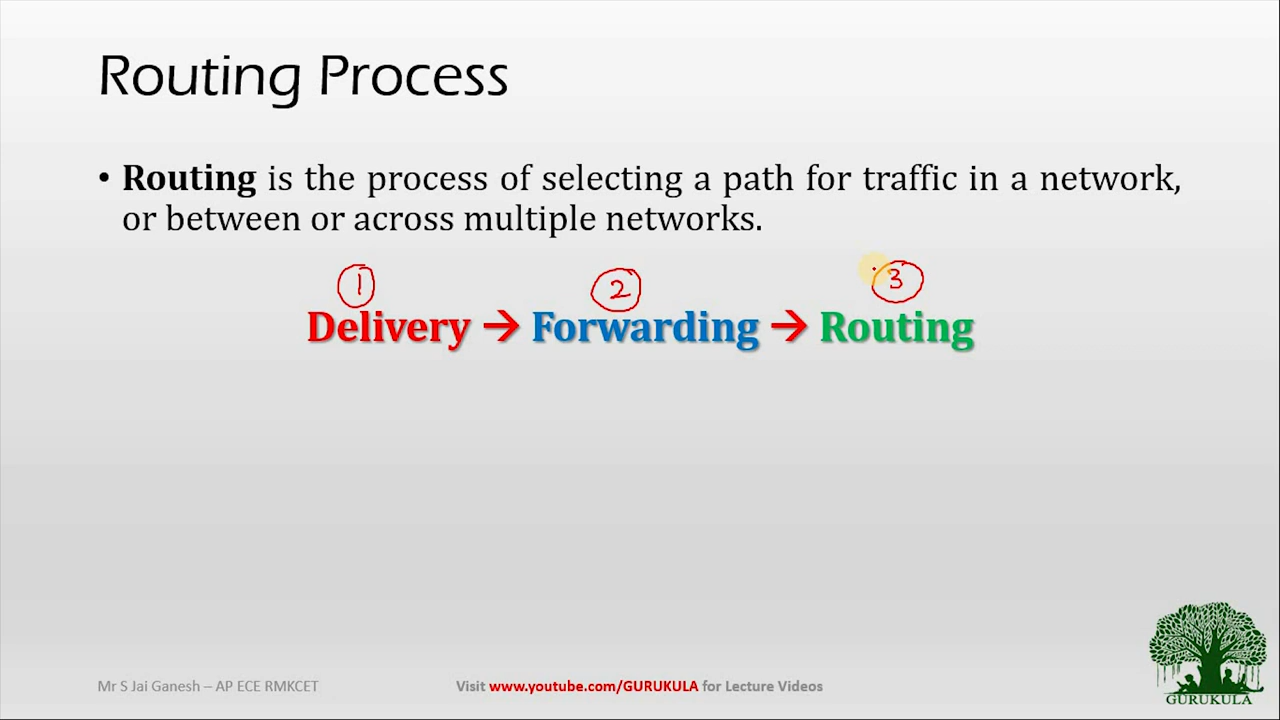 Routing Process
• Routing is the process of selecting a path for traffic in a network,
or between or across multiple networks.
1 2 3
Delivery → Forwarding → Routing
Mr S Jai Ganesh – AP ECE RMKCET
Visit www.youtube.com/GURUKULA for Lecture Videos
GURUKULA